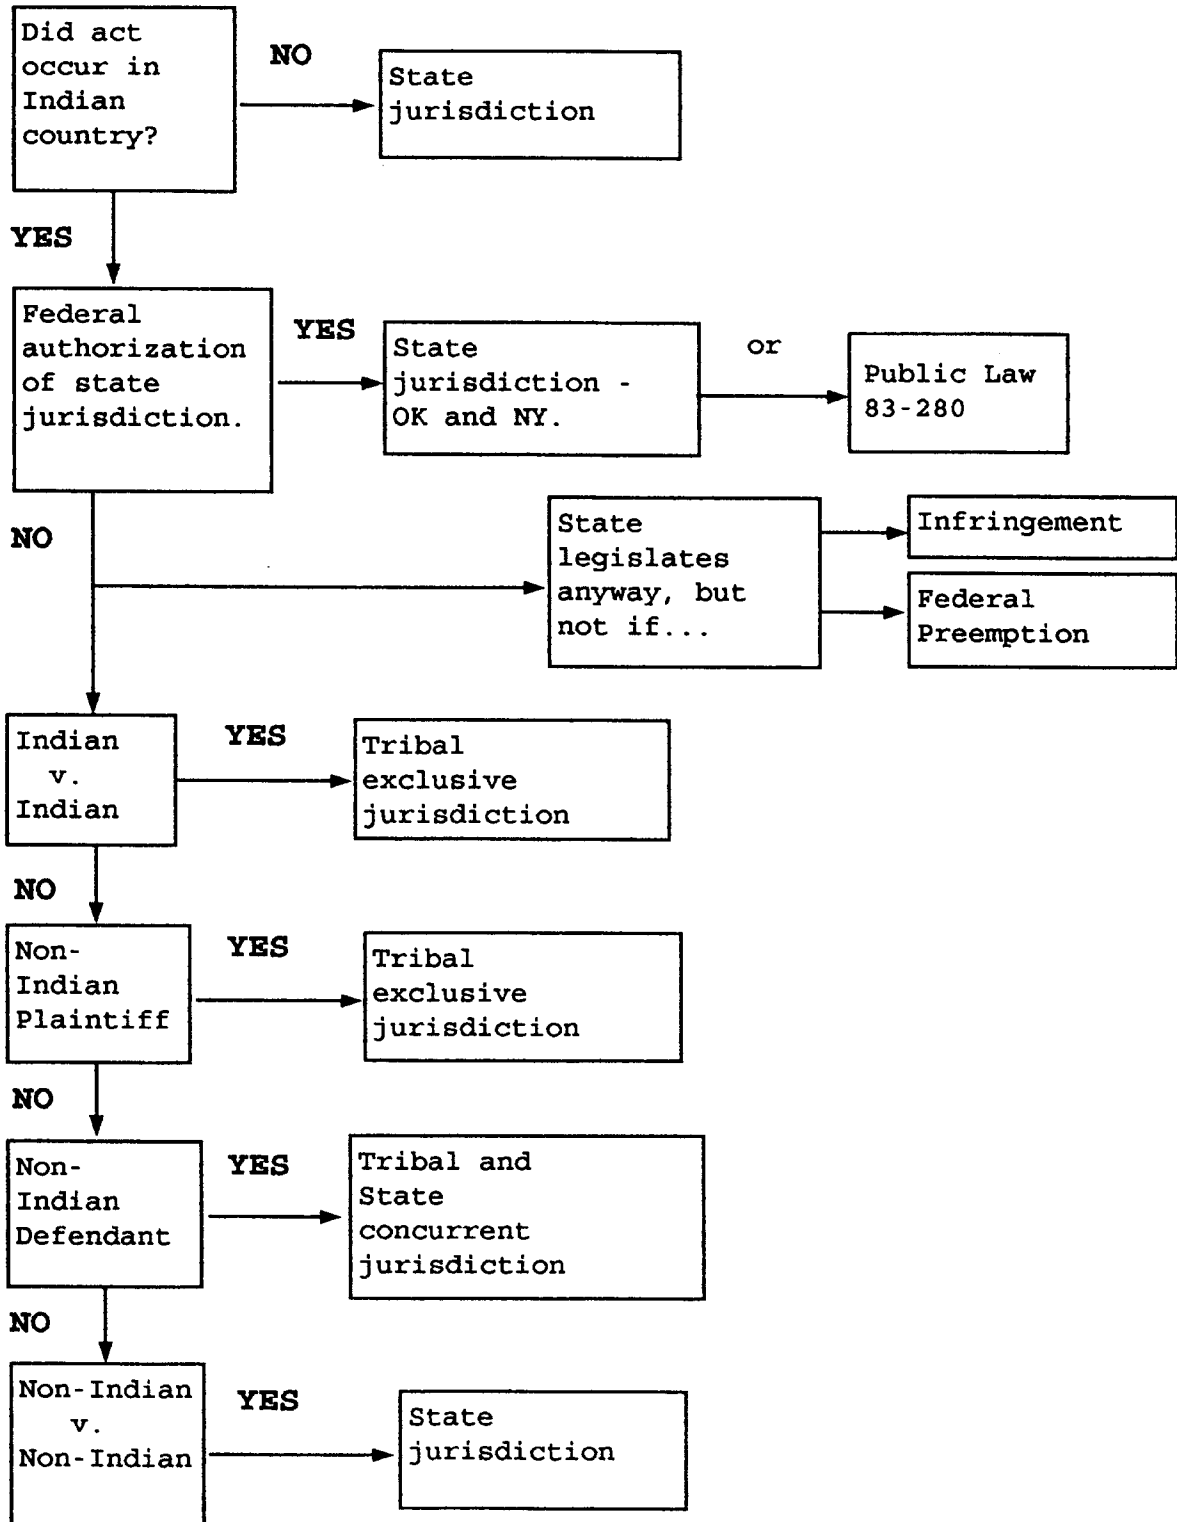 Did act
occur in
Indian
country?
NO
State
jurisdiction
YES
Federal
authorization
of state
jurisdiction.
YES
State
jurisdiction -
OK and NY.
or
Public Law
83-280
NO
State
legislates
anyway, but
not if...
Infringement
Federal
Preemption
Indian
v.
Indian
YES
Tribal
exclusive
jurisdiction
NO
Non-
Indian
Plaintiff
YES
Tribal
exclusive
jurisdiction
NO
Non-
Indian
Defendant
YES
Tribal and
State
concurrent
jurisdiction
NO
Non-Indian
v.
Non-Indian
YES
State
jurisdiction